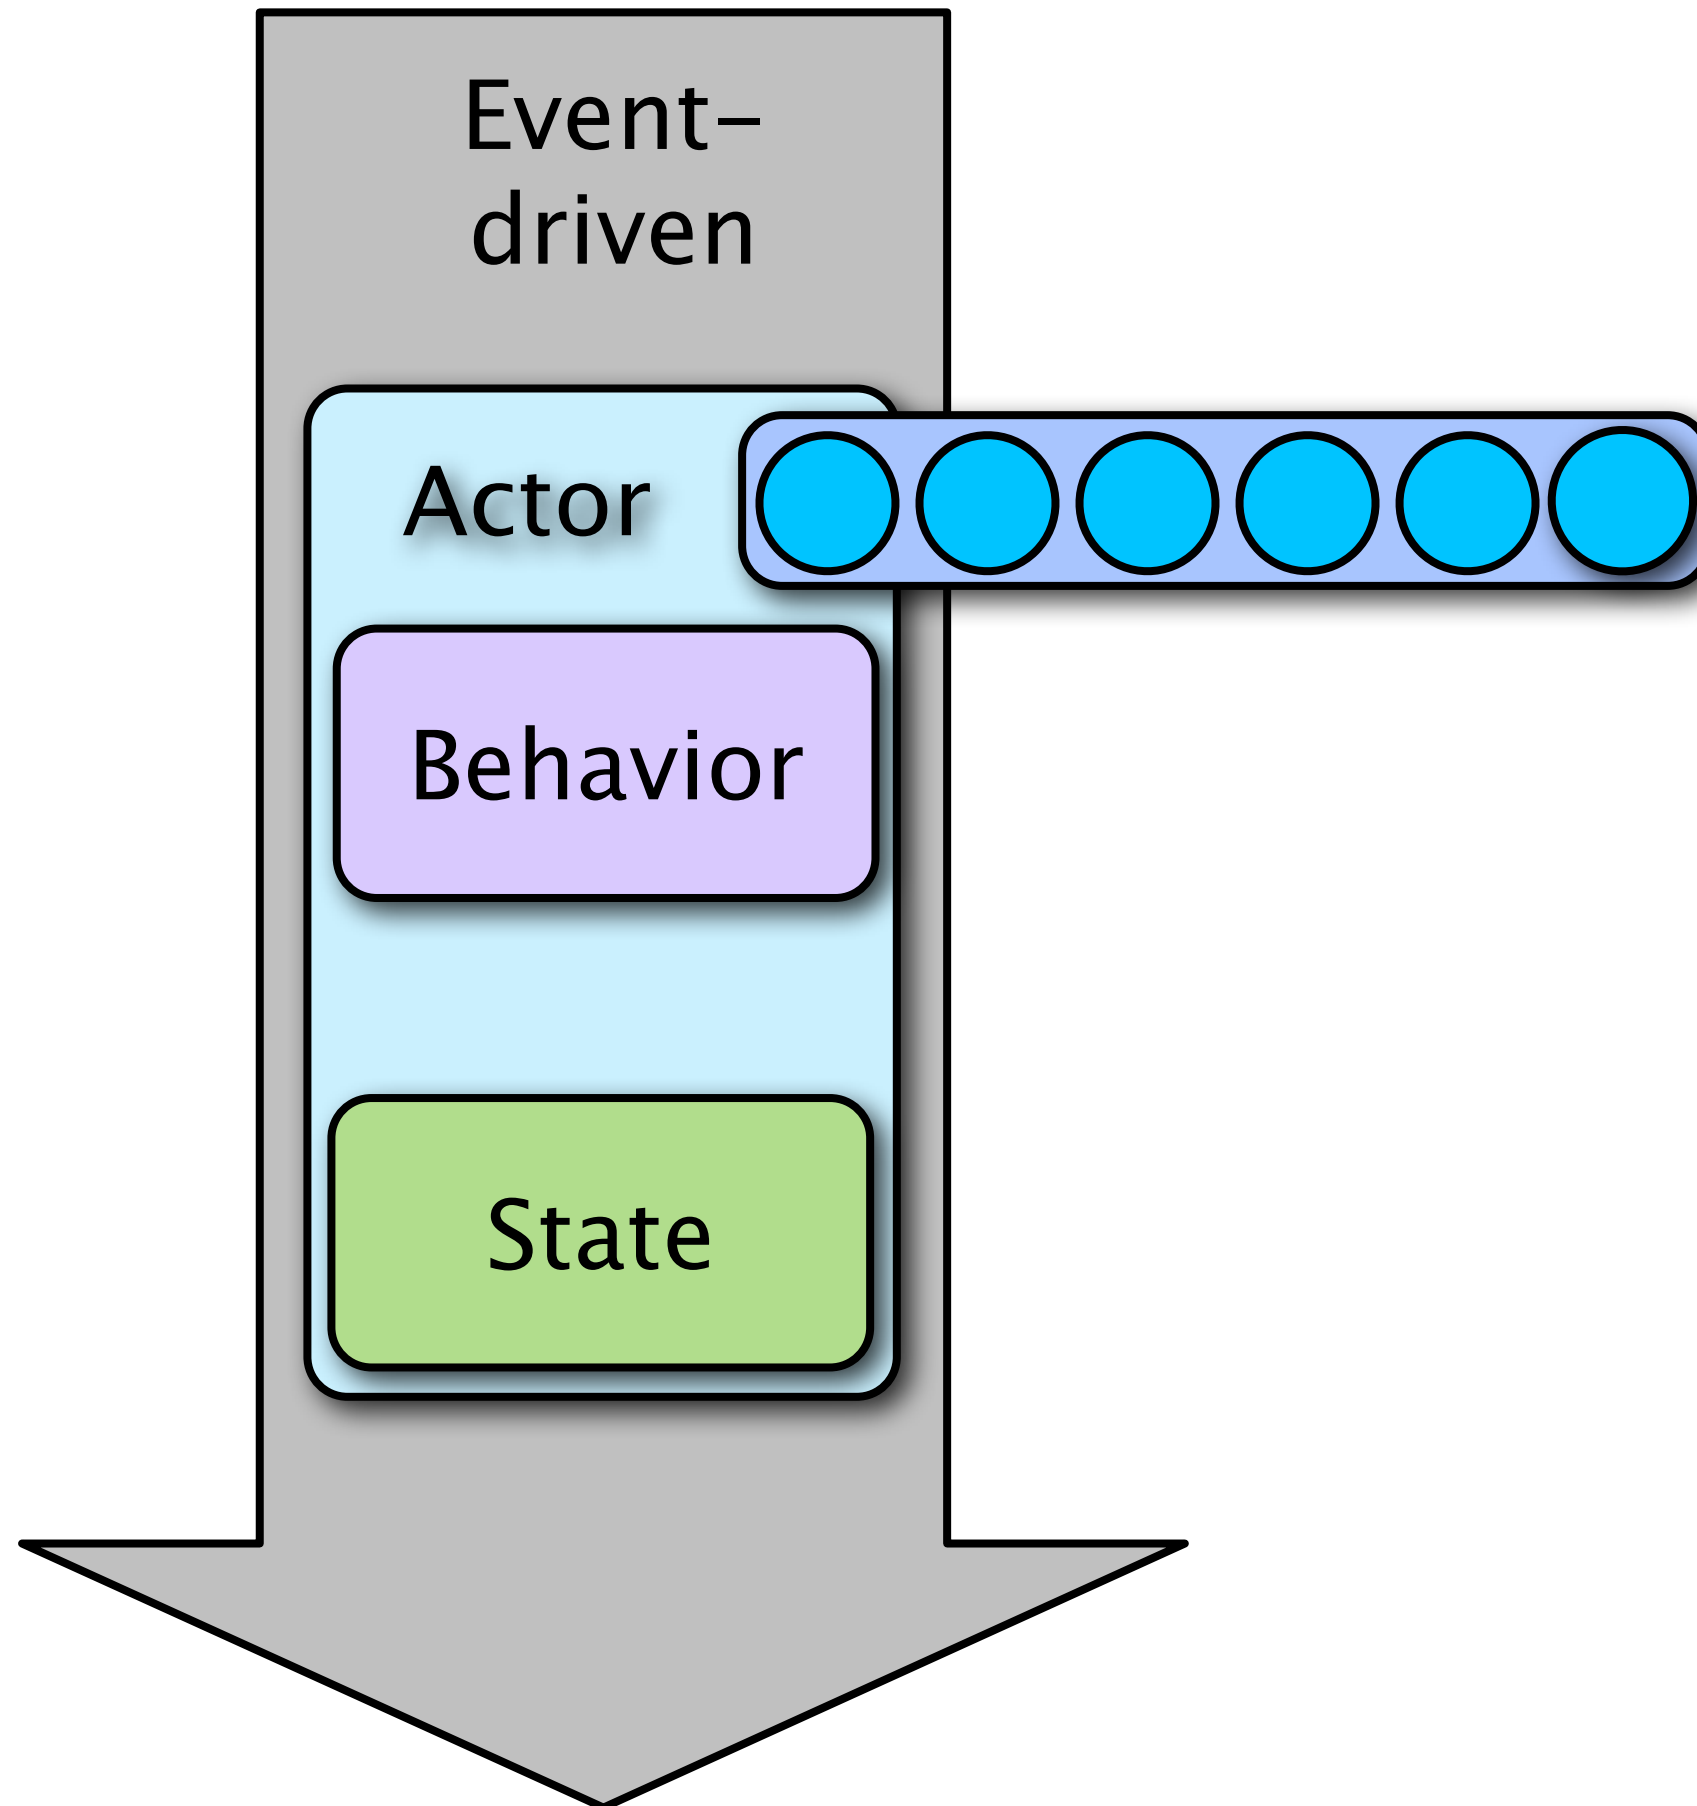 Event-
driven
Actor
Behavior
State